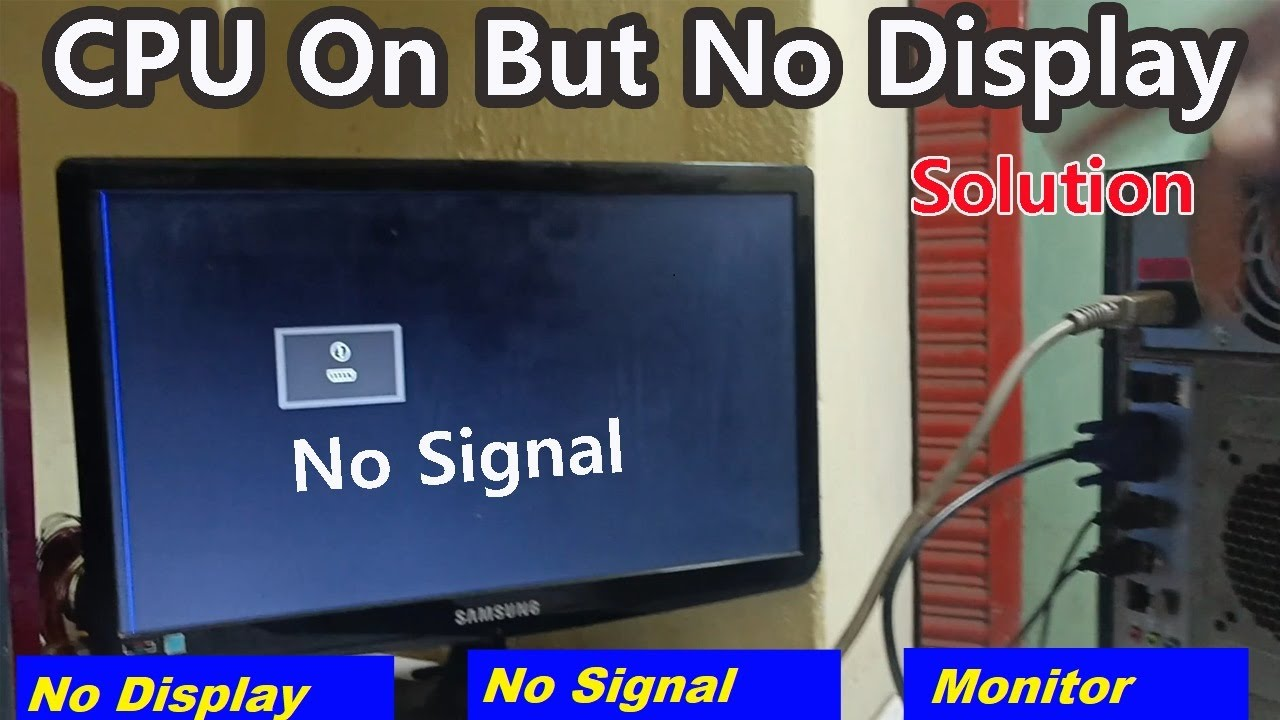 CPU On But No Display
Solution
No Signal
SAMSUNG
No Display
No Signal
Monitor